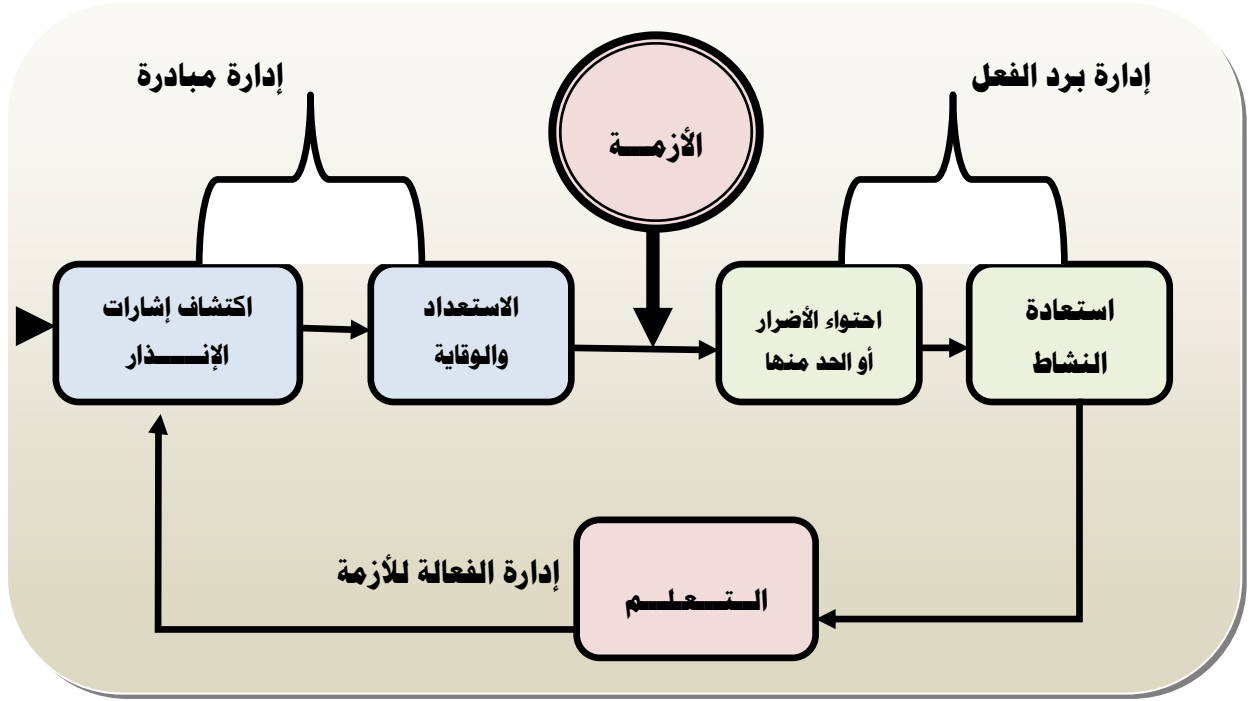 إدارة برد الفعل
إدارة مبادرة
الأزمـــة
استعادة
النشاط
احتواء الأضرار
أو الحد منها
الاستعداد
والوقاية
اكتشاف إشارات
الإنـــــذار
إدارة الفعالة للأزمة
الـتـــعـلــم